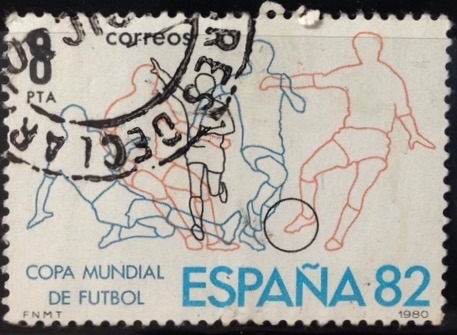 correos
8
PTA
COPA MUNDIAL
DE FUTBOL
ESPAÑA 82
FNMT
1980